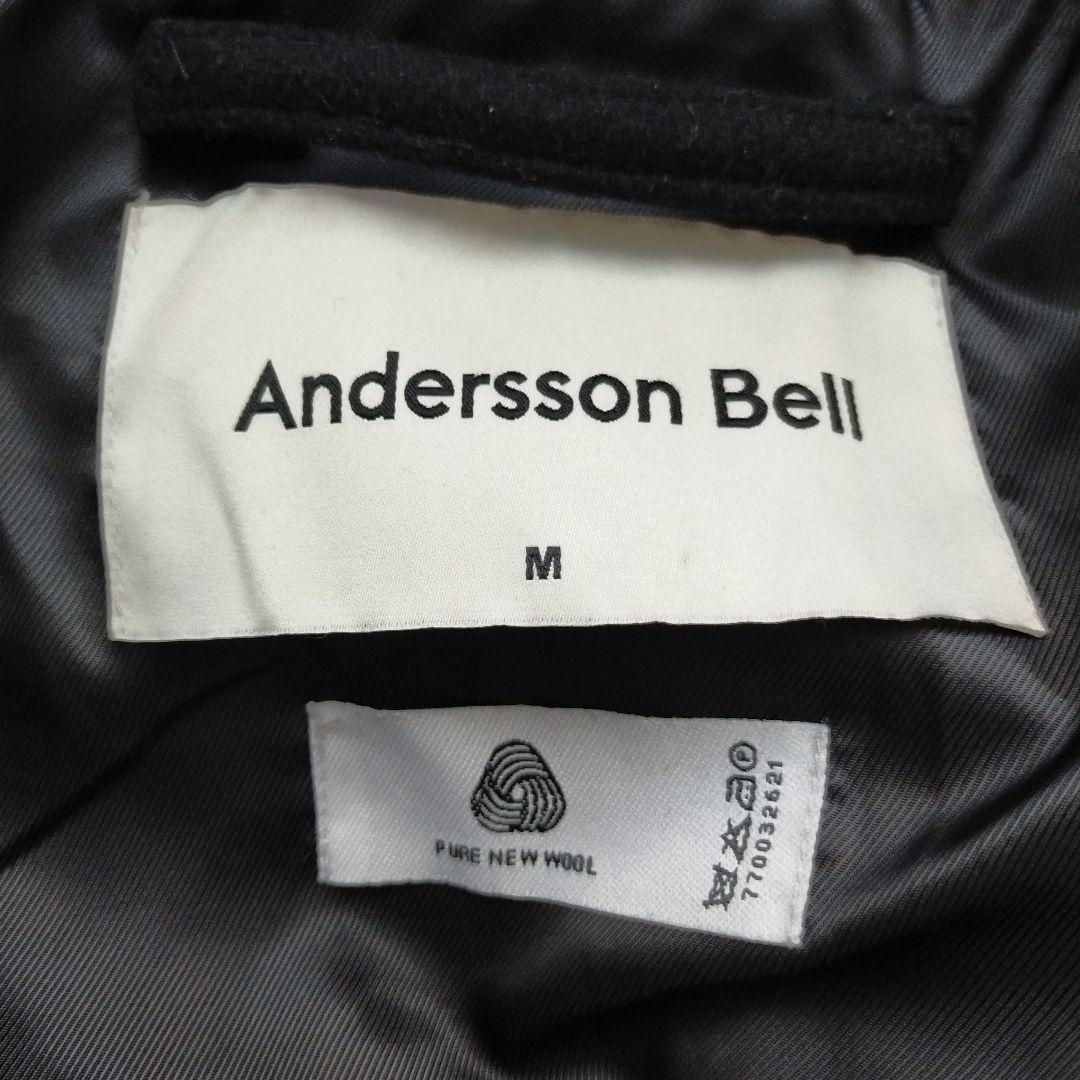 Andersson Bell
M
PURE NEW WOOL
P
770032621